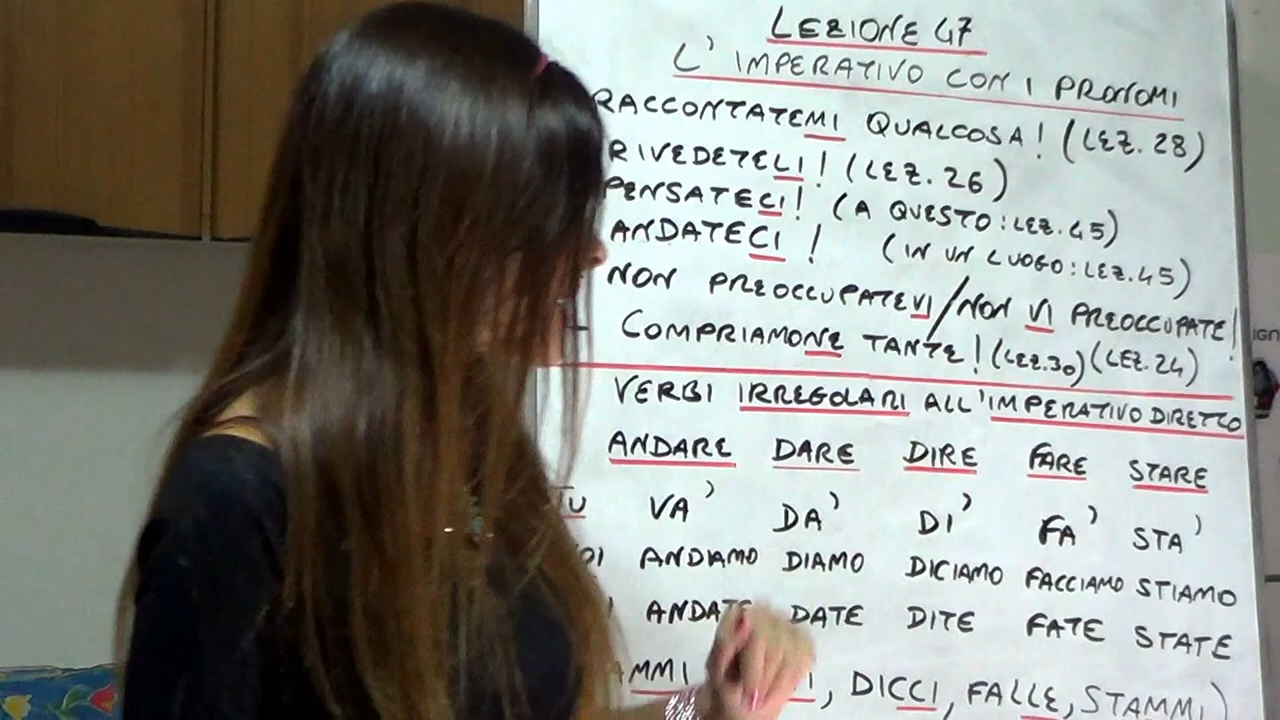 LEZIONE 47
L'IMPERATIVO CON I PRONOMI
RACCONTATEMI QUALCOSA! (LEZ. 28)
RIVEDETELI! (LEZ. 26)
PENSATECI! (A QUESTO: LEZ. 45)
ANDATECI! (IN UN LUOGO: LEZ. 45)
NON PREOCCUPATEVI/NON VI PREOCCUPATE!
COMPRIAMONE TANTE! (LEZ. 30) (LEZ. 24)
VERBI IRREGOLARI ALL'IMPERATIVO DIRETTO
ANDARE DARE DIRE FARE STARE
TU VA' DA' DI' FA' STA'
ANDIAMO DIAMO DICIAMO FACCIAMO STIAMO
ANDATE DATE DITE FATE STATE
DICCI, FALLE, STAMMI)